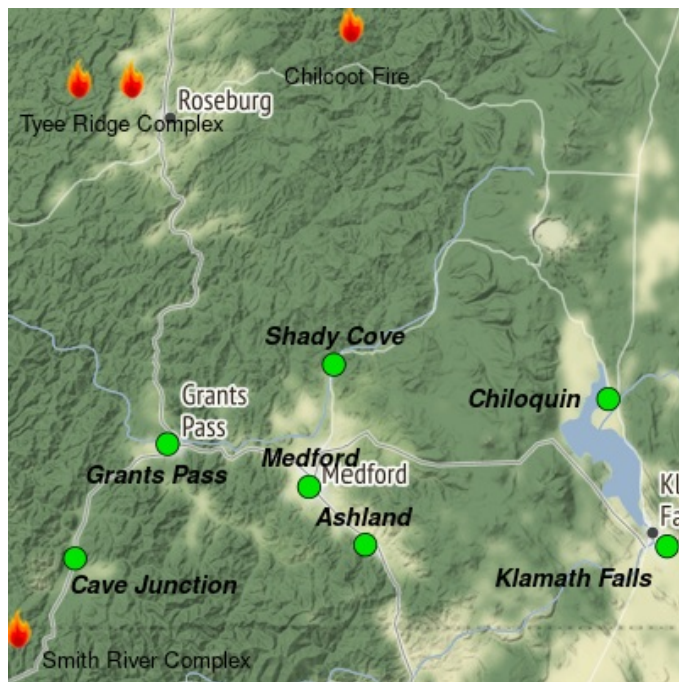 Chilcoot Fire
Roseburg
Tyee Ridge Complex
Shady Cove
Grants
Pass
Chiloquin
Medford
Grants Pass
Medford
Ashland
Cave Junction
Klamath Falls
Smith River Complex